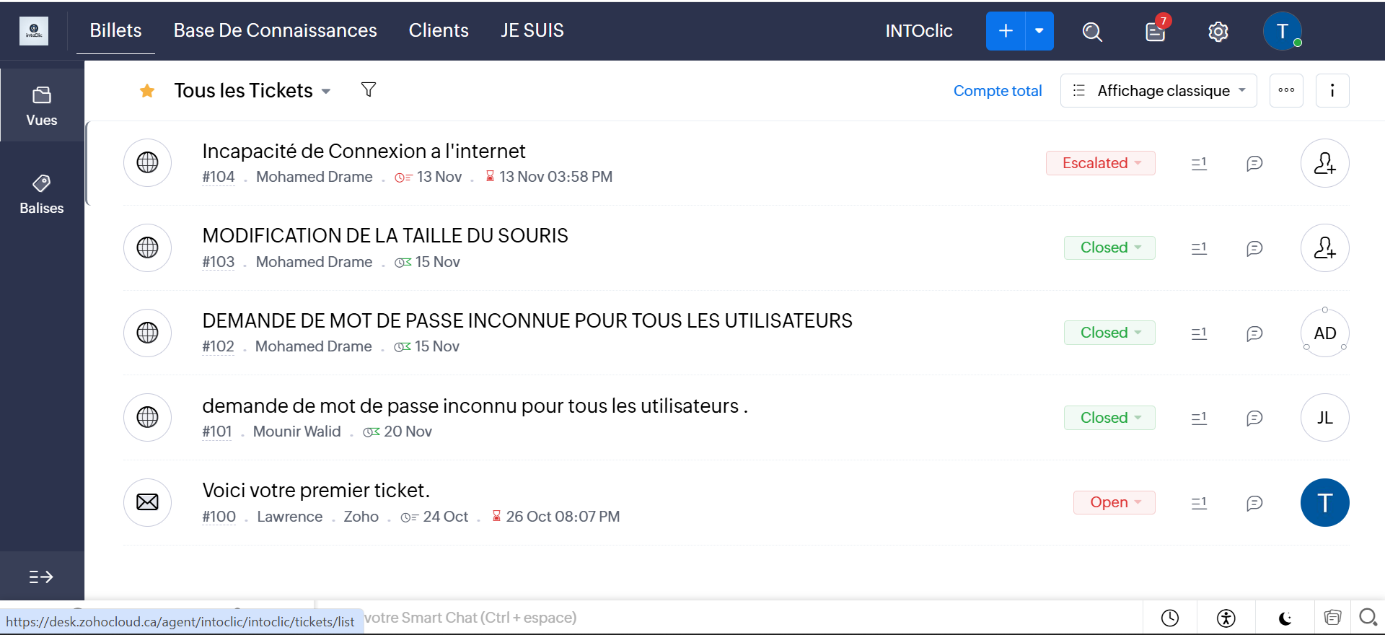 Billets Base De Connaissances Clients JE SUIS INTOclic 7 T
Vues
Balises
Tous les Tickets Compte total Affichage classique
Incapacité de Connexion a l'internet
#104 . Mohamed Drame . 13 Nov . 13 Nov 03:58 PM Escalated 1
MODIFICATION DE LA TAILLE DU SOURIS
#103 . Mohamed Drame . 15 Nov Closed 1
DEMANDE DE MOT DE PASSE INCONNUE POUR TOUS LES UTILISATEURS
#102 . Mohamed Drame . 15 Nov Closed 1 AD
demande de mot de passe inconnu pour tous les utilisateurs .
#101 . Mounir Walid . 20 Nov Closed 1 JL
Voici votre premier ticket.
#100 . Lawrence . Zoho . 24 Oct . 26 Oct 08:07 PM Open 1 T
votre Smart Chat (Ctrl + espace)
https://desk.zohocloud.ca/agent/intoclic/intoclic/tickets/list